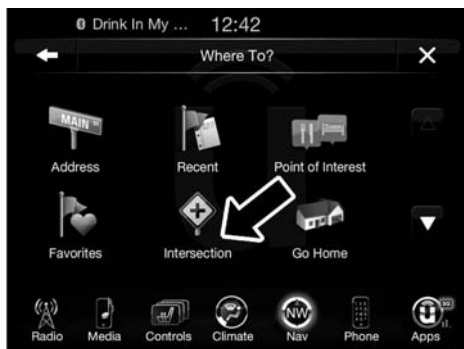 Drink In My ... 12:42
Where To?
MAIN
Address Recent Point of Interest
Favorites Intersection Go Home
NW
Radio Media Controls Climate Nav Phone Apps